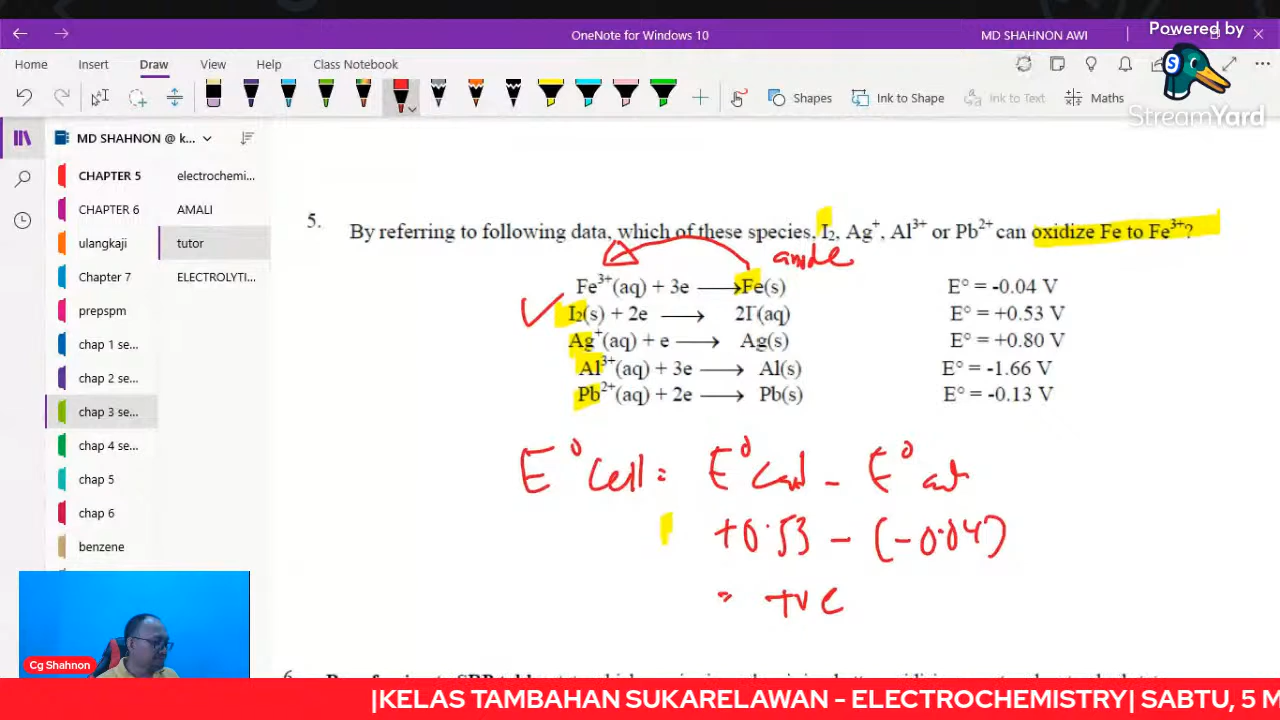 OneNote for Windows 10
MD SHAHNON AWI
Powered by
StreamYard
Home Insert Draw View Help Class Notebook
Shapes Ink to Shape Ink to Text Maths
MD SHAHNON @ k...
CHAPTER 5
CHAPTER 6
ulangkaji
Chapter 7
prepspm
chap 1 se...
chap 2 se...
chap 3 se...
chap 4 se...
chap 5
chap 6
benzene
electrochemi...
AMALI
tutor
ELECTROLYTI...
5. By referring to following data, which of these species, I₂, Ag⁺, Al³⁺ or Pb²⁺ can oxidize Fe to Fe³⁺?
anode
Fe³⁺(aq) + 3e ⟶ Fe(s) E° = -0.04 V
✓ I₂(s) + 2e ⟶ 2I⁻(aq) E° = +0.53 V
Ag⁺(aq) + e ⟶ Ag(s) E° = +0.80 V
Al³⁺(aq) + 3e ⟶ Al(s) E° = -1.66 V
Pb²⁺(aq) + 2e ⟶ Pb(s) E° = -0.13 V
E° cell = E° cad - E°
+0.53 - (-0.04)
= +ve
6.
Cg Shahnon
|KELAS TAMBAHAN SUKARELAWAN - ELECTROCHEMISTRY| SABTU, 5 M